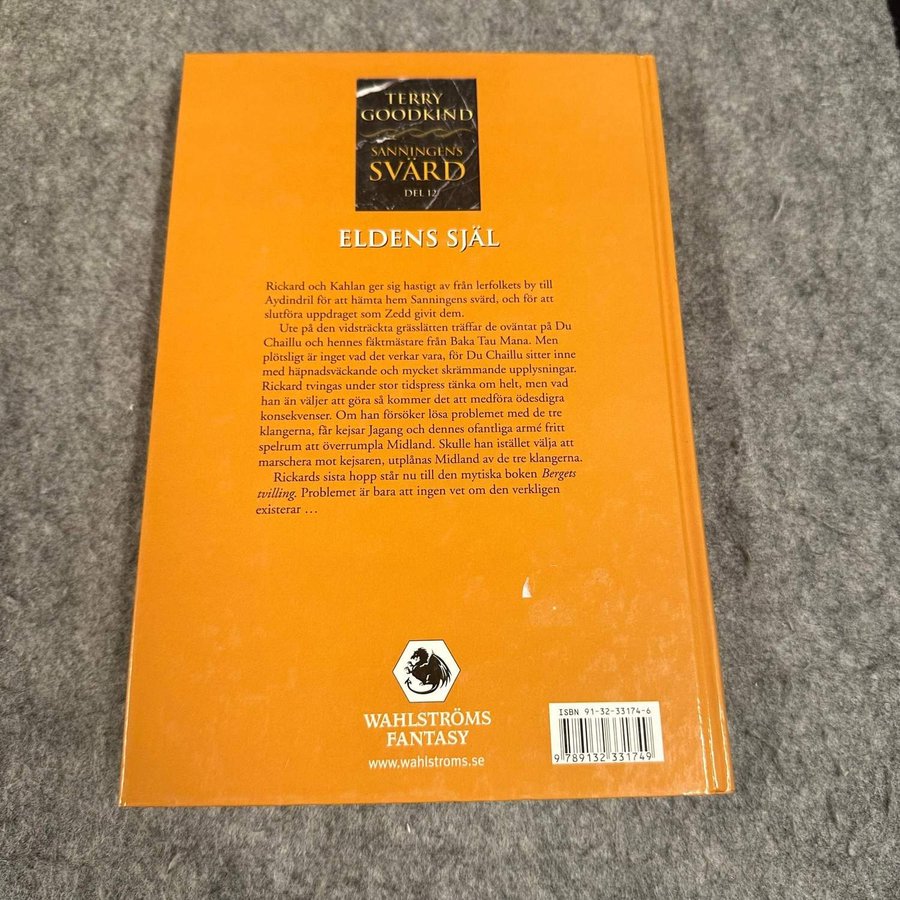 TERRY
GOODKIND
SANNINGENS
SVÄRD
DEL 12
ELDENS SJÄL
Rickard och Kahlan ger sig hastigt av från lerfolkets by till
Aydindril för att hämta hem Sanningens svärd, och för att
slutföra uppdraget som Zedd givit dem.
Ute på den vidsträckta grässlätten träffar de oväntat på Du
Chaillu och hennes fäktmästare från Baka Tau Mana. Men
plötsligt är inget vad det verkar vara, för Du Chaillu sitter inne
med häpnadsväckande och mycket skrämmande upplysningar.
Rickard tvingas under stor tidspress tänka om helt, men vad
han än väljer att göra så kommer det att medföra ödesdigra
konsekvenser. Om han försöker lösa problemet med de tre
klangerna, får kejsar Jagang och dennes ofantliga armé fritt
spelrum att överrumpla Midland. Skulle han istället välja att
marschera mot kejsaren, utplånas Midland av de tre klangerna.
Rickards sista hopp står nu till den mytiska boken Bergets
tvilling. Problemet är bara att ingen vet om den verkligen
existerar …
WAHLSTRÖMS
FANTASY
www.wahlstroms.se
ISBN 91-32-33174-6
9 789132 331749